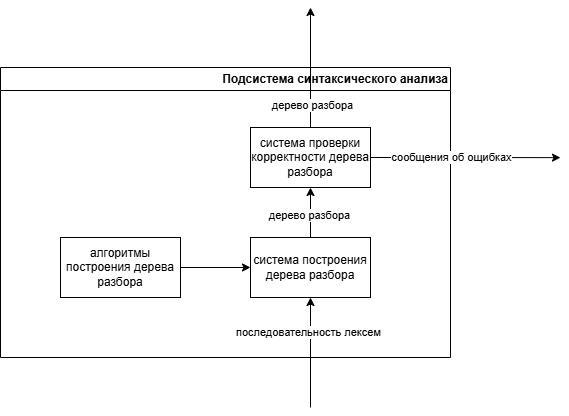 Подсистема синтаксического анализа
дерево разбора
система проверки
корректности дерева
разбора
сообщения об ошибках
дерево разбора
алгоритмы
построения дерева
разбора
система построения
дерева разбора
последовательность лексем